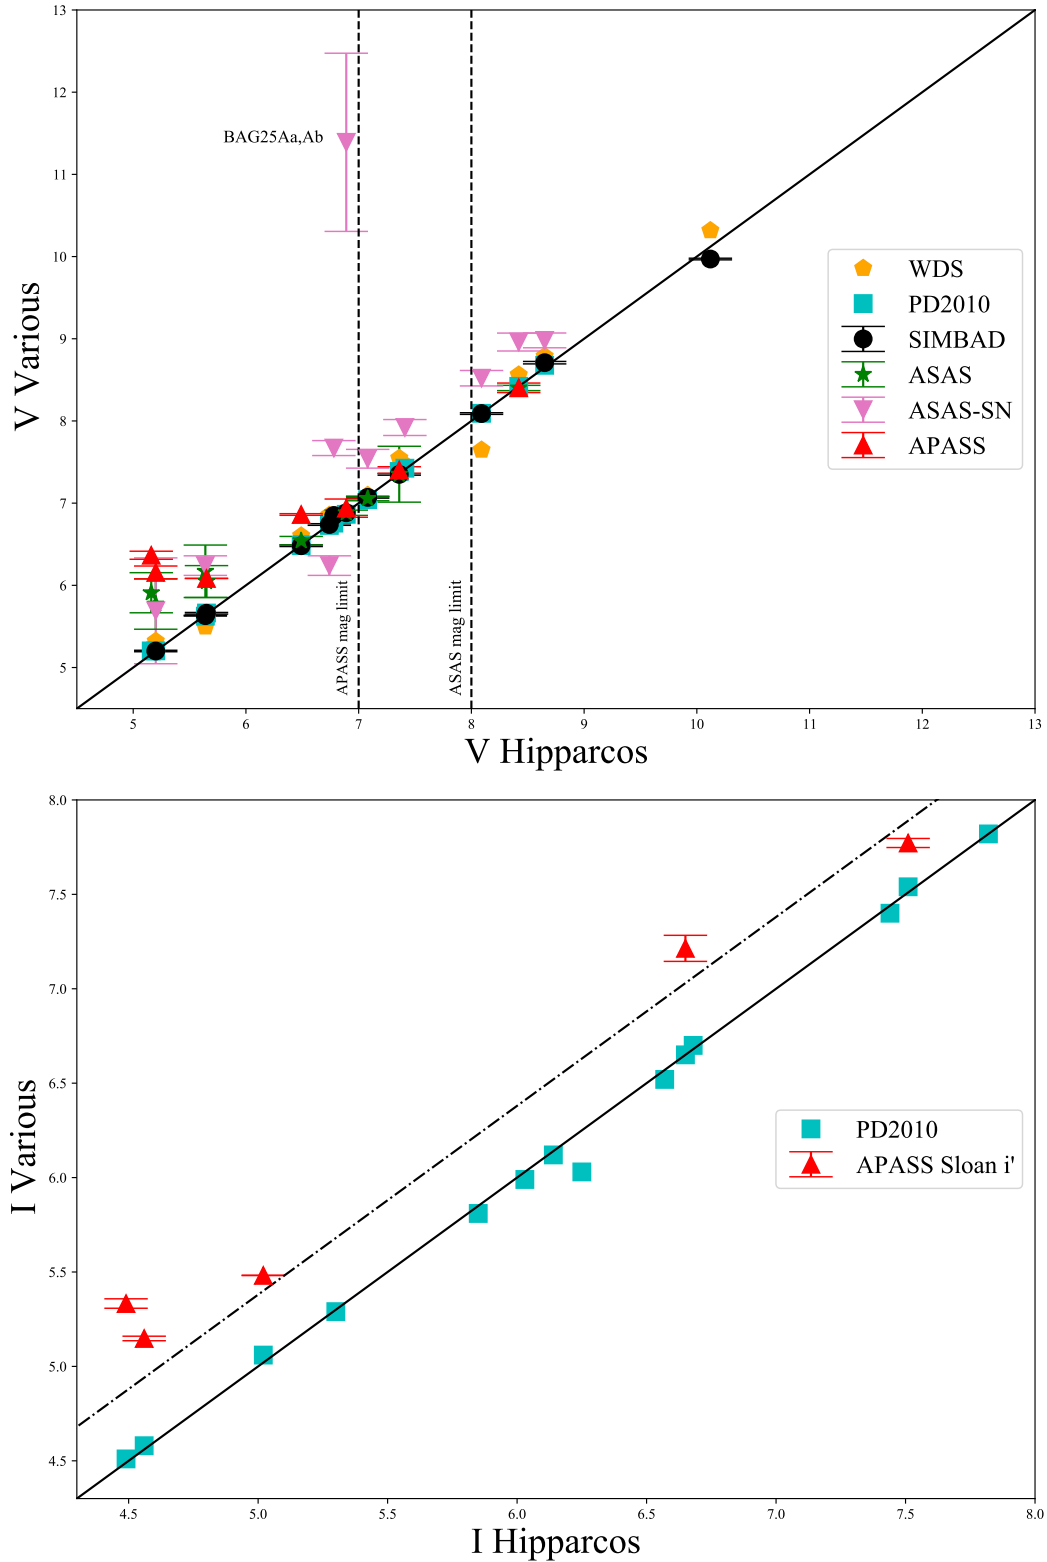 13
12
11
10
9
8
7
6
5
V Various
BAG25Aa,Ab
APASS mag limit
ASAS mag limit
WDS
PD2010
SIMBAD
ASAS
ASAS-SN
APASS
5 6 7 8 9 10 11 12 13
V Hipparcos
8.0
7.5
7.0
6.5
6.0
5.5
5.0
4.5
I Various
PD2010
APASS Sloan i'
4.5 5.0 5.5 6.0 6.5 7.0 7.5 8.0
I Hipparcos